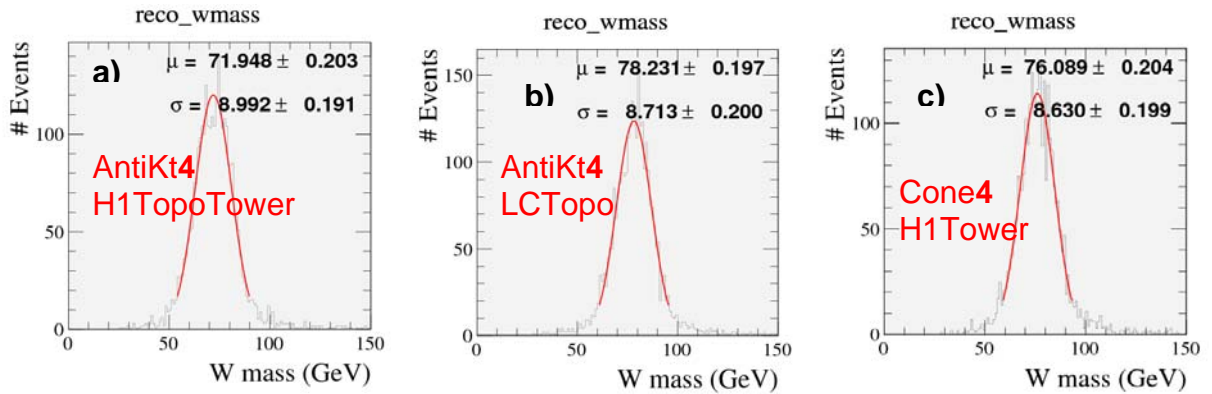 reco_wmass
a)
μ = 71.948 ± 0.203
σ = 8.992 ± 0.191
AntiKt4
H1TopoTower
# Events
100
50
0
0 50 100 150
W mass (GeV)
reco_wmass
b)
μ = 78.231 ± 0.197
σ = 8.713 ± 0.200
AntiKt4
LCTopo
# Events
150
100
50
0
0 50 100 150
W mass (GeV)
reco_wmass
c)
μ = 76.089 ± 0.204
σ = 8.630 ± 0.199
Cone4
H1Tower
# Events
100
50
0
0 50 100 150
W mass (GeV)